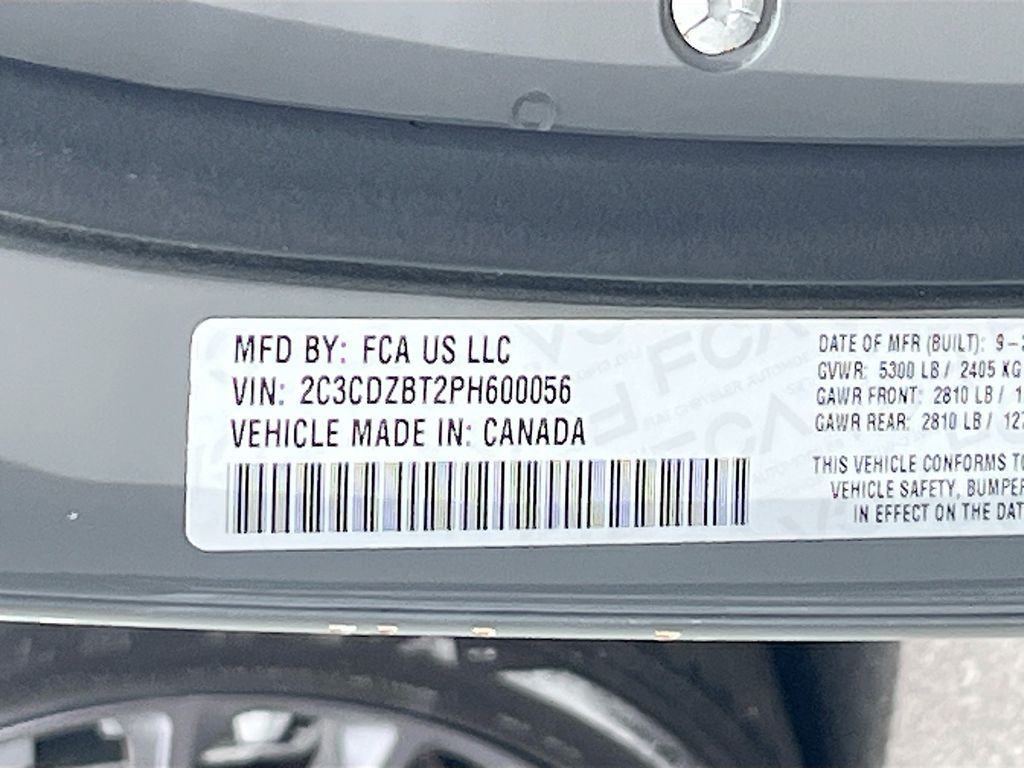 MFD BY: FCA US LLC
VIN: 2C3CDZBT2PH600056
VEHICLE MADE IN: CANADA
DATE OF MFR (BUILT): 9-
GVWR: 5300 LB / 2405 KG
GAWR FRONT: 2810 LB /
GAWR REAR: 2810 LB /
THIS VEHICLE CONFORMS TO
VEHICLE SAFETY, BUMPER
IN EFFECT ON THE DAT